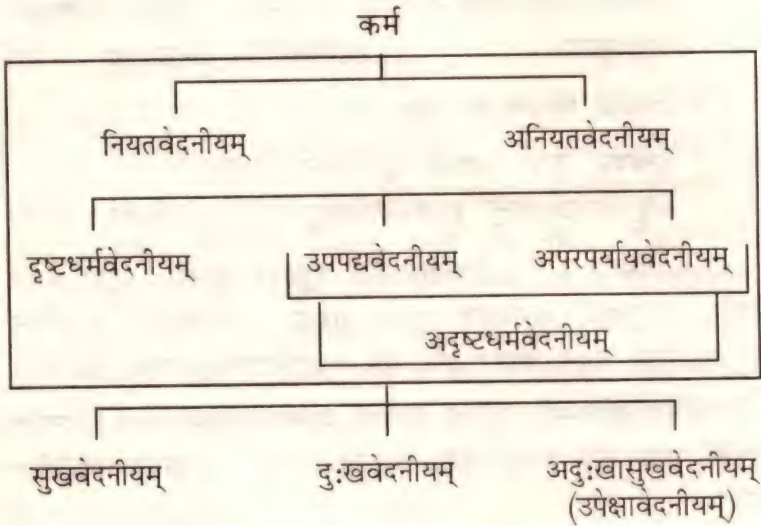 कर्म
नियतवेदनीयम् अनियतवेदनीयम्
दृष्टधर्मवेदनीयम् उपपद्यवेदनीयम् अपरपर्यायवेदनीयम्
अदृष्टधर्मवेदनीयम्
सुखवेदनीयम् दुःखवेदनीयम् अदुःखासुखवेदनीयम्
(उपेक्षावेदनीयम्)